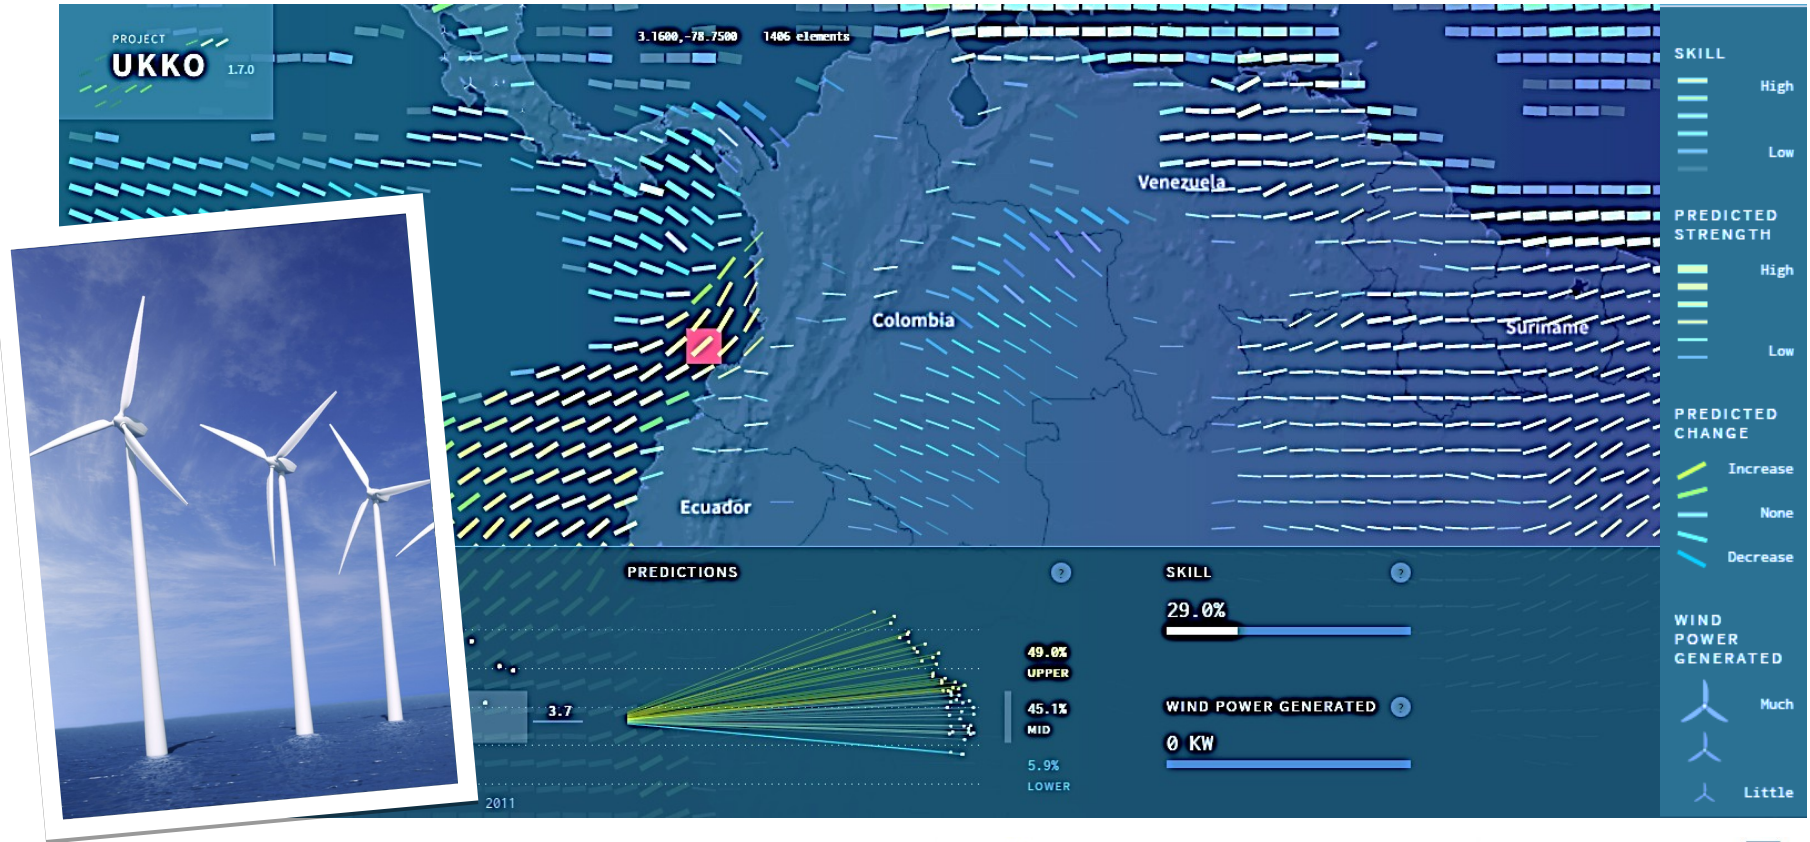 PROJECT
UKKO 1.7.0
3.1600,-78.7500 1406 elements
Venezuela
Colombia
Suriname
Ecuador
SKILL
High
Low
PREDICTED
STRENGTH
High
Low
PREDICTED
CHANGE
Increase
None
Decrease
WIND
POWER
GENERATED
Much
Little
PREDICTIONS ?
3.7
49.0%
UPPER
45.1%
MID
5.9%
LOWER
2011
SKILL ?
29.0%
WIND POWER GENERATED ?
0 KW